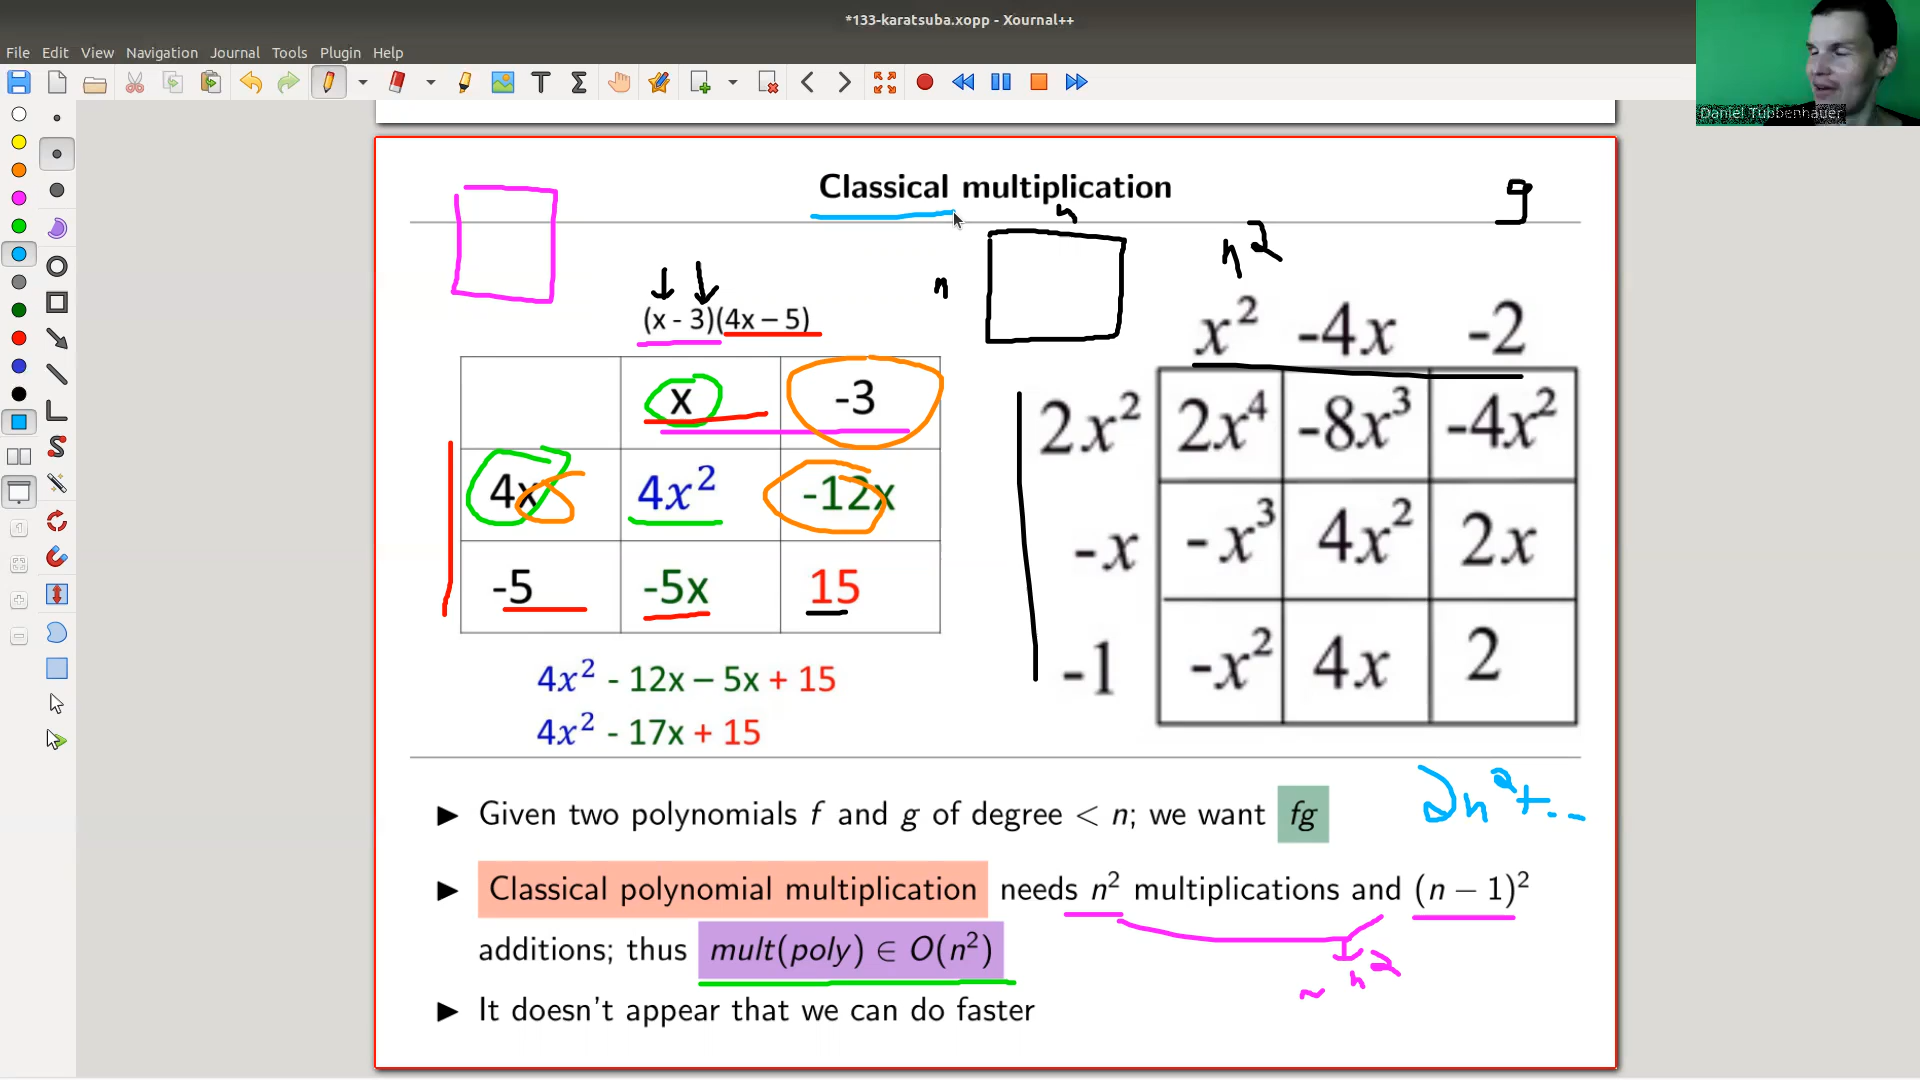 *133-karatsuba.xopp - Xournal++
File Edit View Navigation Journal Tools Plugin Help
Daniel Tubbenhauer
Classical multiplication
g
n
n
n²
(x - 3)(4x – 5)
x -3
4x 4x² -12x
-5 -5x 15
4x² - 12x – 5x + 15
4x² - 17x + 15
x² -4x -2
2x² 2x⁴ -8x³ -4x²
-x -x³ 4x² 2x
-1 -x² 4x 2
2n²+...
► Given two polynomials f and g of degree < n; we want fg
► Classical polynomial multiplication needs n² multiplications and (n − 1)²
additions; thus mult(poly) ∈ O(n²)
~ n²
► It doesn't appear that we can do faster